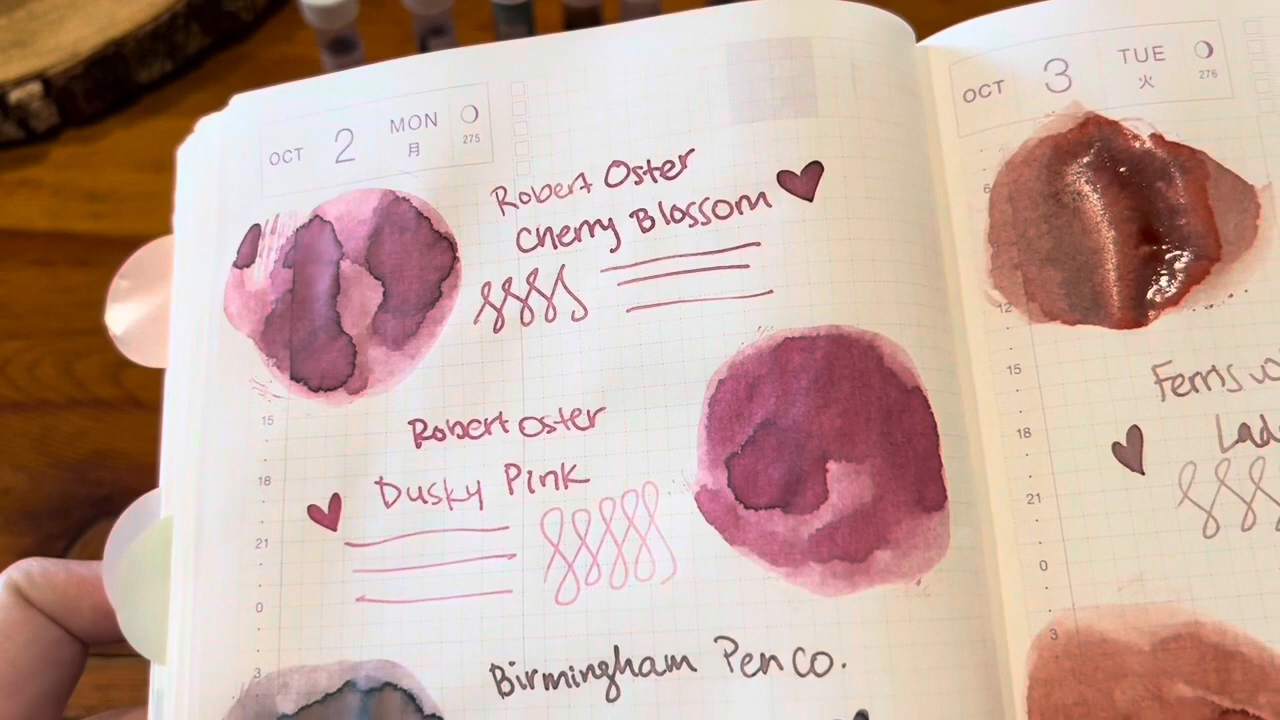 OCT 2 MON 月 275
Robert Oster
Cherry Blossom
15
Robert Oster
18
Dusky Pink
21
0
3
Birmingham Pen Co.
OCT 3 TUE 火 276
6
12
15
Ferris
18
21
0
3